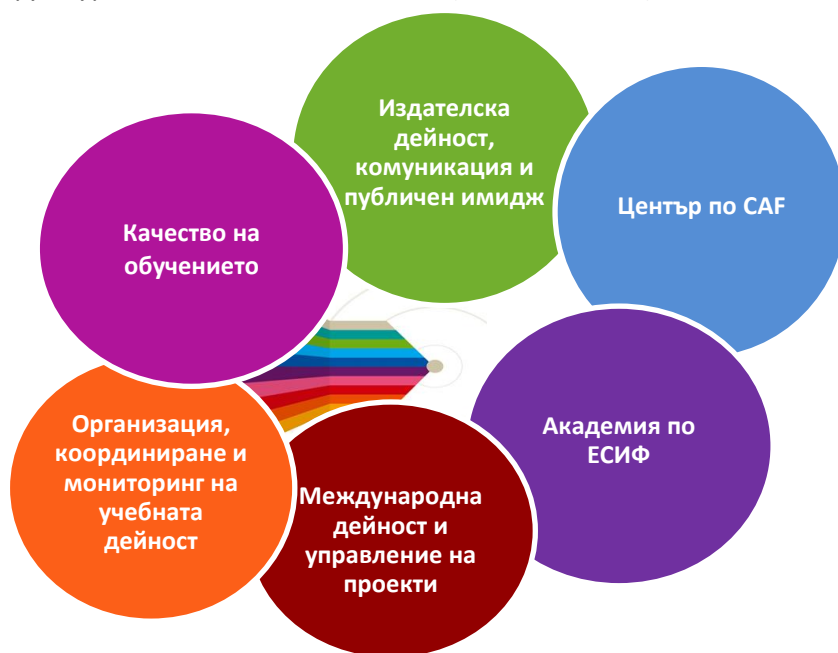 Издателска
дейност,
комуникация и
публичен имидж
Център по CAF
Качество на
обучението
Академия по
ЕСИФ
Организация,
координиране и
мониторинг на
учебната
дейност
Международна
дейност и
управление на
проекти